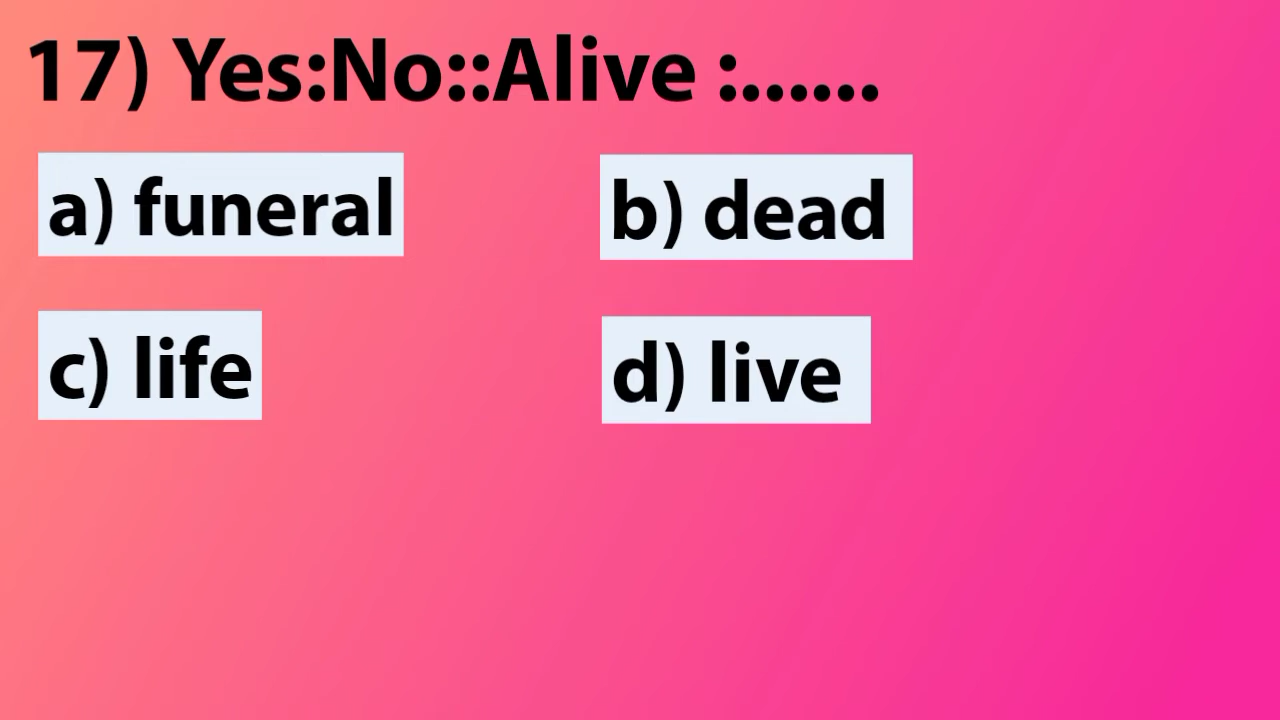 17) Yes:No::Alive :......
a) funeral
b) dead
c) life
d) live